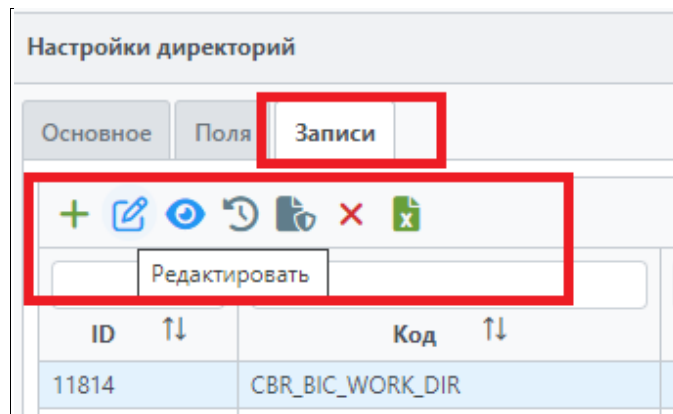 Настройки директорий
Основное Поля Записи
Редактировать
ID Код
11814 CBR_BIC_WORK_DIR